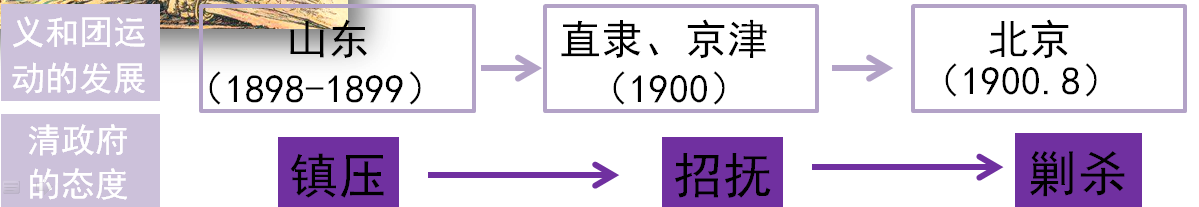 义和团运
动的发展
山东
（1898-1899）
直隶、京津
（1900）
北京
（1900.8）
清政府
的态度
镇压
招抚
剿杀